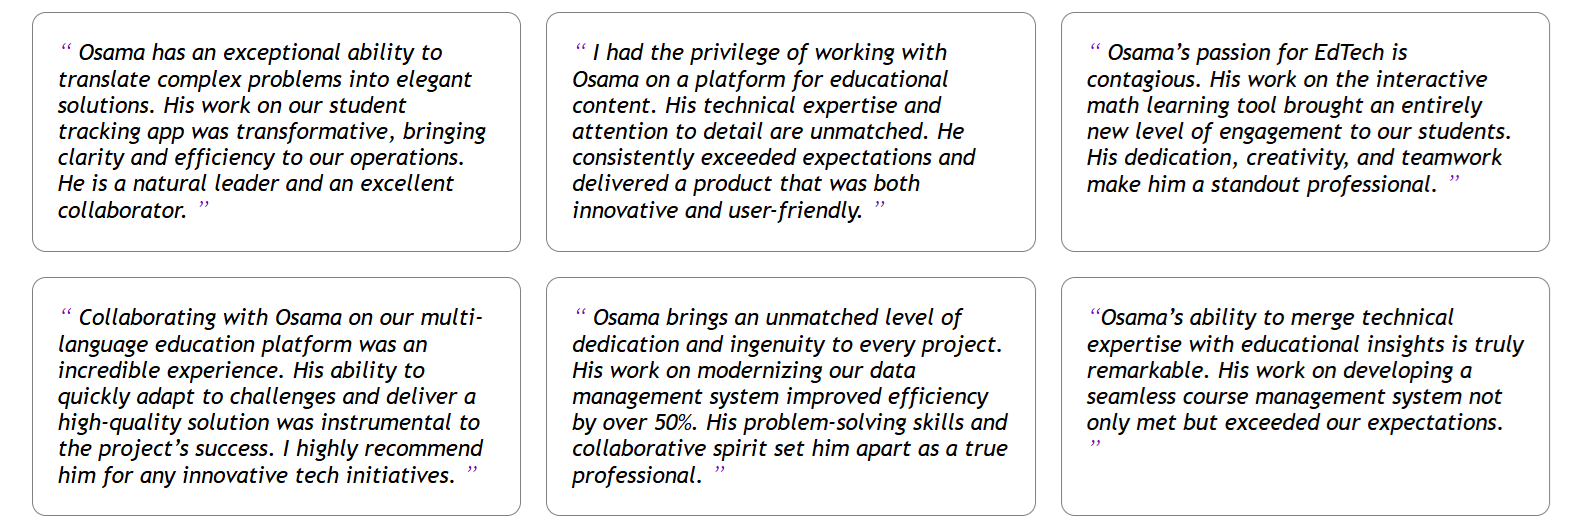 “ Osama has an exceptional ability to
translate complex problems into elegant
solutions. His work on our student
tracking app was transformative, bringing
clarity and efficiency to our operations.
He is a natural leader and an excellent
collaborator. ”
“ I had the privilege of working with
Osama on a platform for educational
content. His technical expertise and
attention to detail are unmatched. He
consistently exceeded expectations and
delivered a product that was both
innovative and user-friendly. ”
“ Osama’s passion for EdTech is
contagious. His work on the interactive
math learning tool brought an entirely
new level of engagement to our students.
His dedication, creativity, and teamwork
make him a standout professional. ”
“ Collaborating with Osama on our multi-
language education platform was an
incredible experience. His ability to
quickly adapt to challenges and deliver a
high-quality solution was instrumental to
the project’s success. I highly recommend
him for any innovative tech initiatives. ”
“ Osama brings an unmatched level of
dedication and ingenuity to every project.
His work on modernizing our data
management system improved efficiency
by over 50%. His problem-solving skills and
collaborative spirit set him apart as a true
professional. ”
“Osama’s ability to merge technical
expertise with educational insights is truly
remarkable. His work on developing a
seamless course management system not
only met but exceeded our expectations.
”